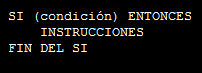 SI (condición) ENTONCES
INSTRUCCIONES
FIN DEL SI